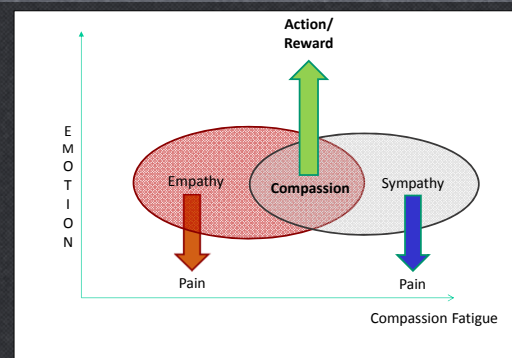 Action/
Reward
E
M
O
T
I
O
N
Empathy
Compassion
Sympathy
Pain
Pain
Compassion Fatigue